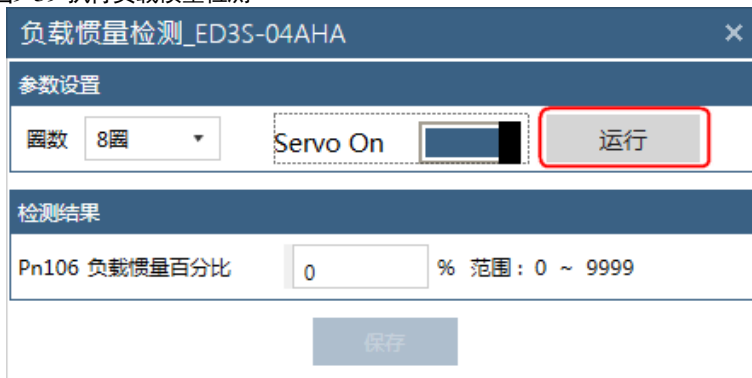 负载惯量检测_ED3S-04AHA ×
参数设置
圈数 8圈 Servo On 运行
检测结果
Pn106 负载惯量百分比 0 % 范围：0 ~ 9999
保存